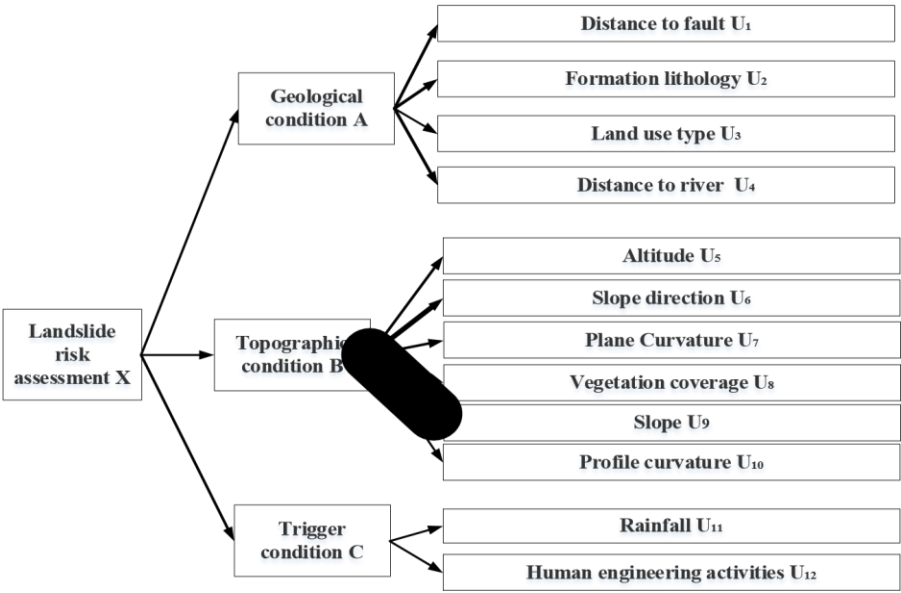 Landslide
risk
assessment X
Geological
condition A
Distance to fault U₁
Formation lithology U₂
Land use type U₃
Distance to river U₄
Topographic
condition B
Altitude U₅
Slope direction U₆
Plane Curvature U₇
Vegetation coverage U₈
Slope U₉
Profile curvature U₁₀
Trigger
condition C
Rainfall U₁₁
Human engineering activities U₁₂